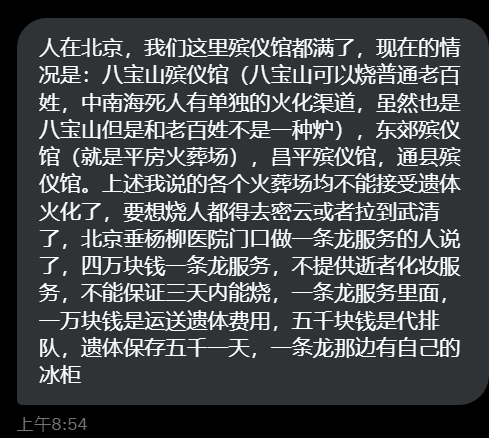 人在北京，我们这里殡仪馆都满了，现在的情
况是：八宝山殡仪馆（八宝山可以烧普通老百
姓，中南海死人有单独的火化渠道，虽然也是
八宝山但是和老百姓不是一种炉），东郊殡仪
馆（就是平房火葬场），昌平殡仪馆，通县殡
仪馆。上述我说的各个火葬场均不能接受遗体
火化了，要想烧人都得去密云或者拉到武清
了，北京垂杨柳医院门口做一条龙服务的人说
了，四万块钱一条龙服务，不提供逝者化妆服
务，不能保证三天内能烧，一条龙服务里面，
一万块钱是运送遗体费用，五千块钱是代排
队，遗体保存五千一天，一条龙那边有自己的
冰柜
上午8:54